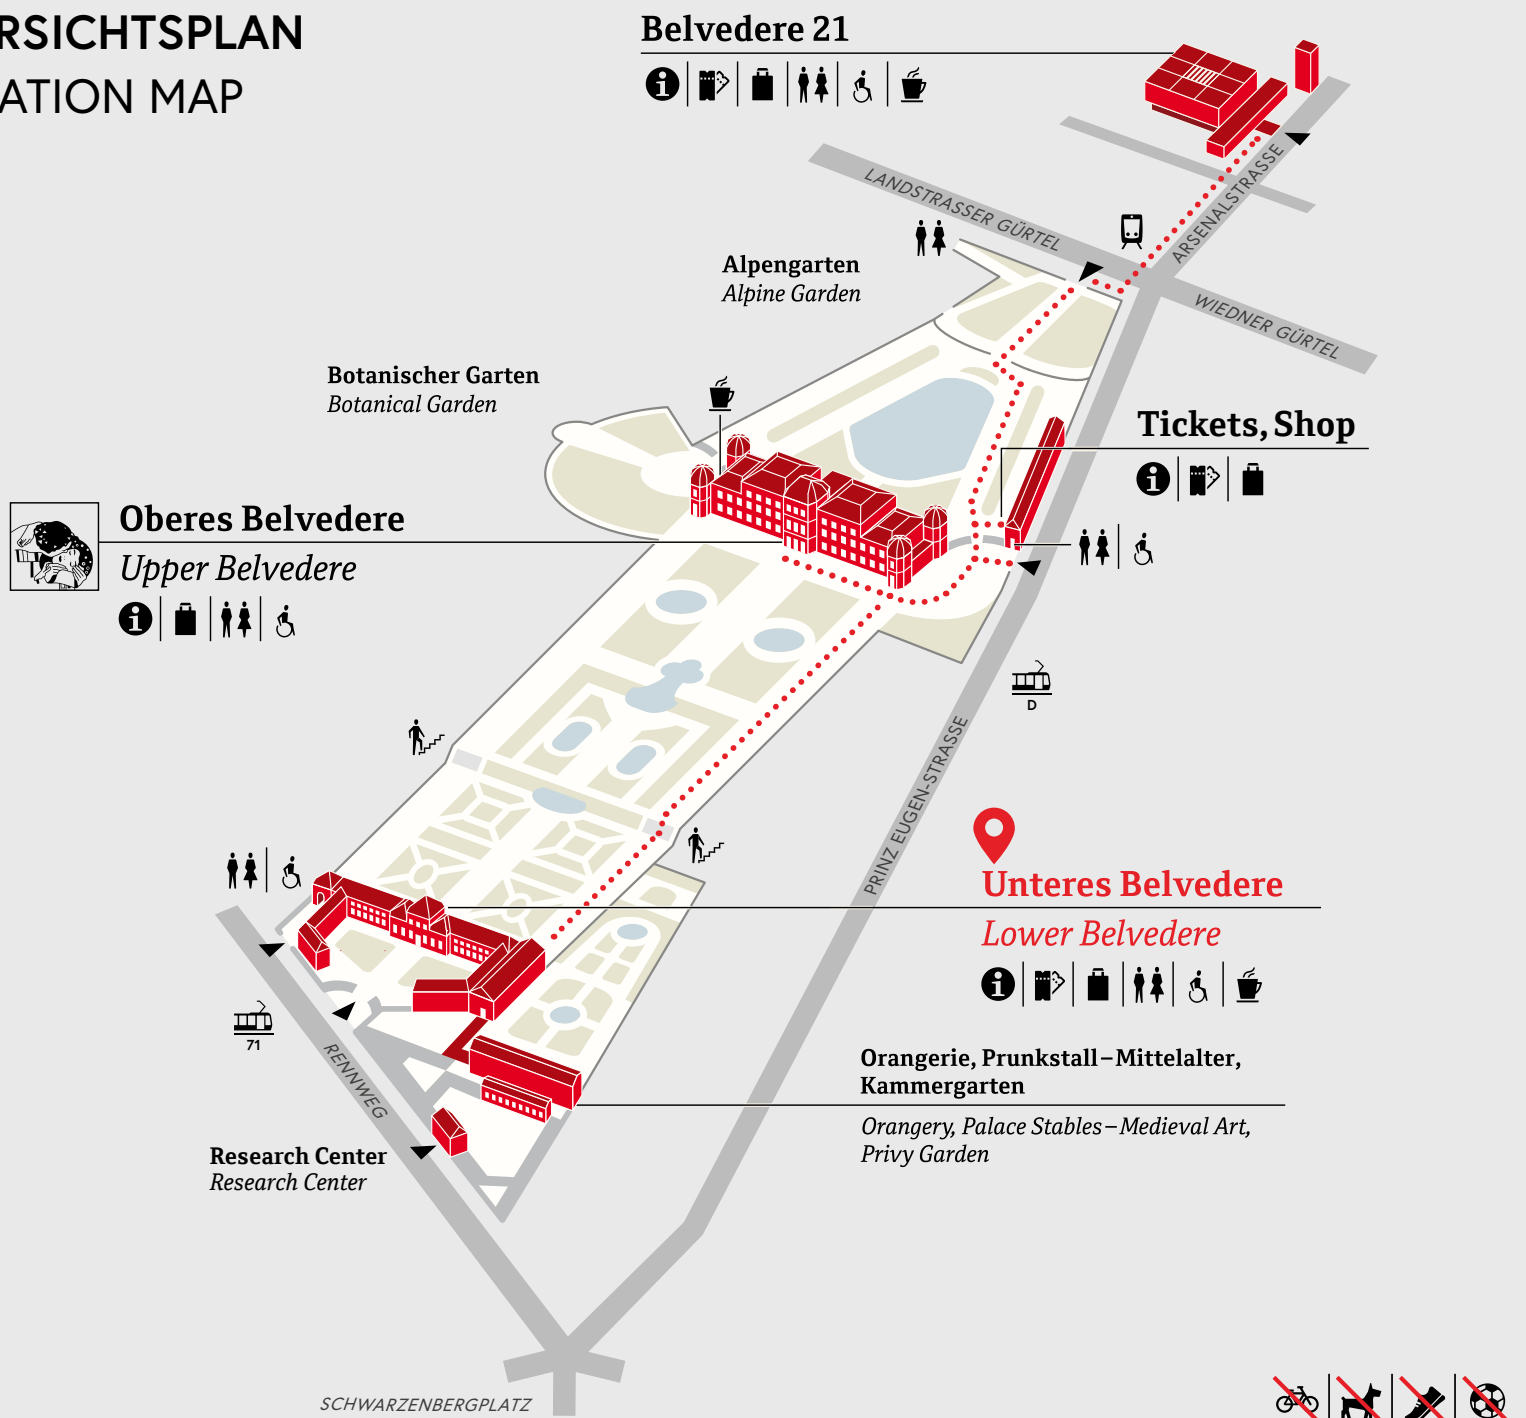 RSICHTSPLAN
ATION MAP
Belvedere 21
LANDSTRASSER GÜRTEL
ARSENALSTRASSE
WIEDNER GÜRTEL
Alpengarten
Alpine Garden
Botanischer Garten
Botanical Garden
Tickets, Shop
Oberes Belvedere
Upper Belvedere
D
PRINZ EUGEN-STRASSE
Unteres Belvedere
Lower Belvedere
71
RENNWEG
Orangerie, Prunkstall–Mittelalter,
Kammergarten
Orangery, Palace Stables–Medieval Art,
Privy Garden
Research Center
Research Center
SCHWARZENBERGPLATZ